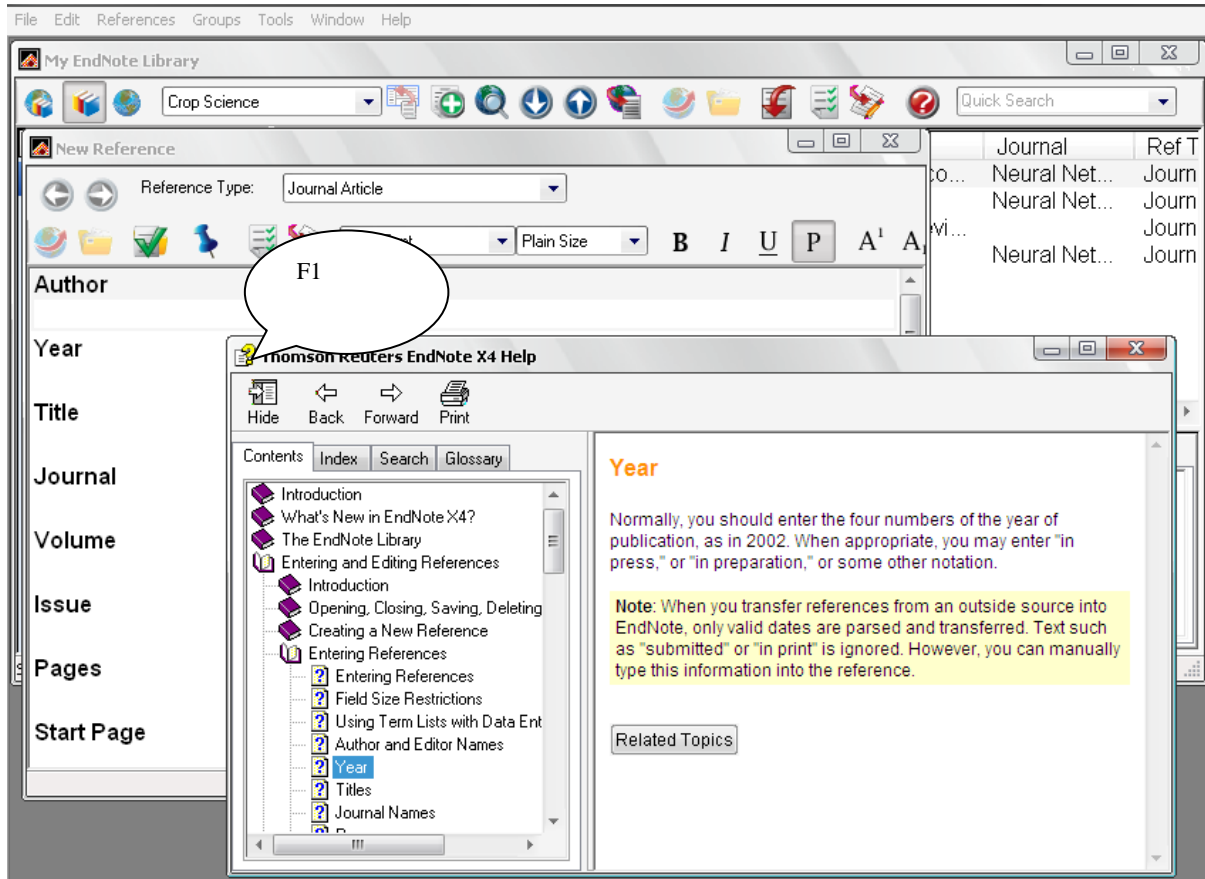 File Edit References Groups Tools Window Help
My EndNote Library
Crop Science
Quick Search
New Reference
Journal Ref T
Reference Type: Journal Article
co... Neural Net... Journ
Neural Net... Journ
vi... Journ
Neural Net... Journ
Plain Size B I U P A1 A
Author
F1
Year
Thomson Reuters EndNote X4 Help
Title
Hide Back Forward Print
Contents Index Search Glossary
Journal
Volume
Issue
Pages
Start Page
Introduction
What's New in EndNote X4?
The EndNote Library
Entering and Editing References
Introduction
Opening, Closing, Saving, Deleting
Creating a New Reference
Entering References
Entering References
Field Size Restrictions
Using Term Lists with Data Ent
Author and Editor Names
Year
Titles
Journal Names
Year
Normally, you should enter the four numbers of the year of
publication, as in 2002. When appropriate, you may enter "in
press," or "in preparation," or some other notation.
Note: When you transfer references from an outside source into
EndNote, only valid dates are parsed and transferred. Text such
as "submitted" or "in print" is ignored. However, you can manually
type this information into the reference.
Related Topics